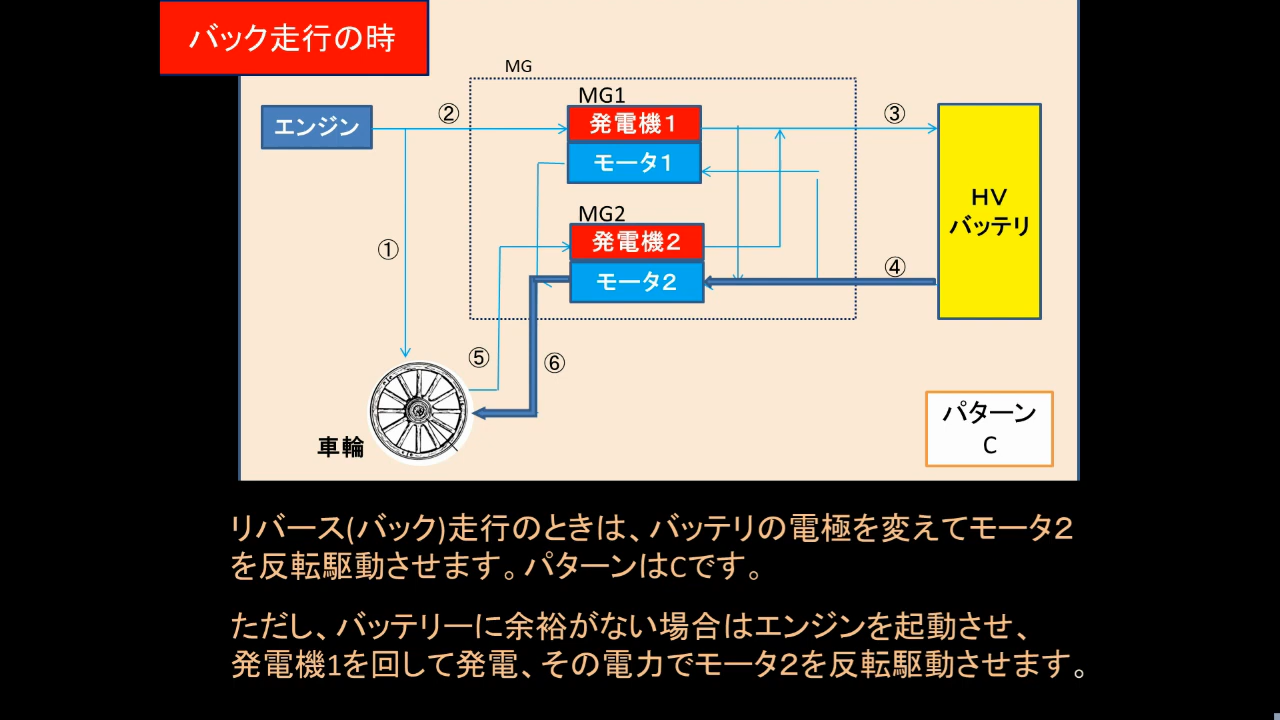 バック走行の時
MG
MG1
エンジン
②
発電機１
③
モータ１
HV
バッテリ
MG2
発電機２
①
モータ２
④
⑤
⑥
車輪
パターン
C
リバース(バック)走行のときは、バッテリの電極を変えてモータ２
を反転駆動させます。パターンはCです。
ただし、バッテリーに余裕がない場合はエンジンを起動させ、
発電機1を回して発電、その電力でモータ２を反転駆動させます。